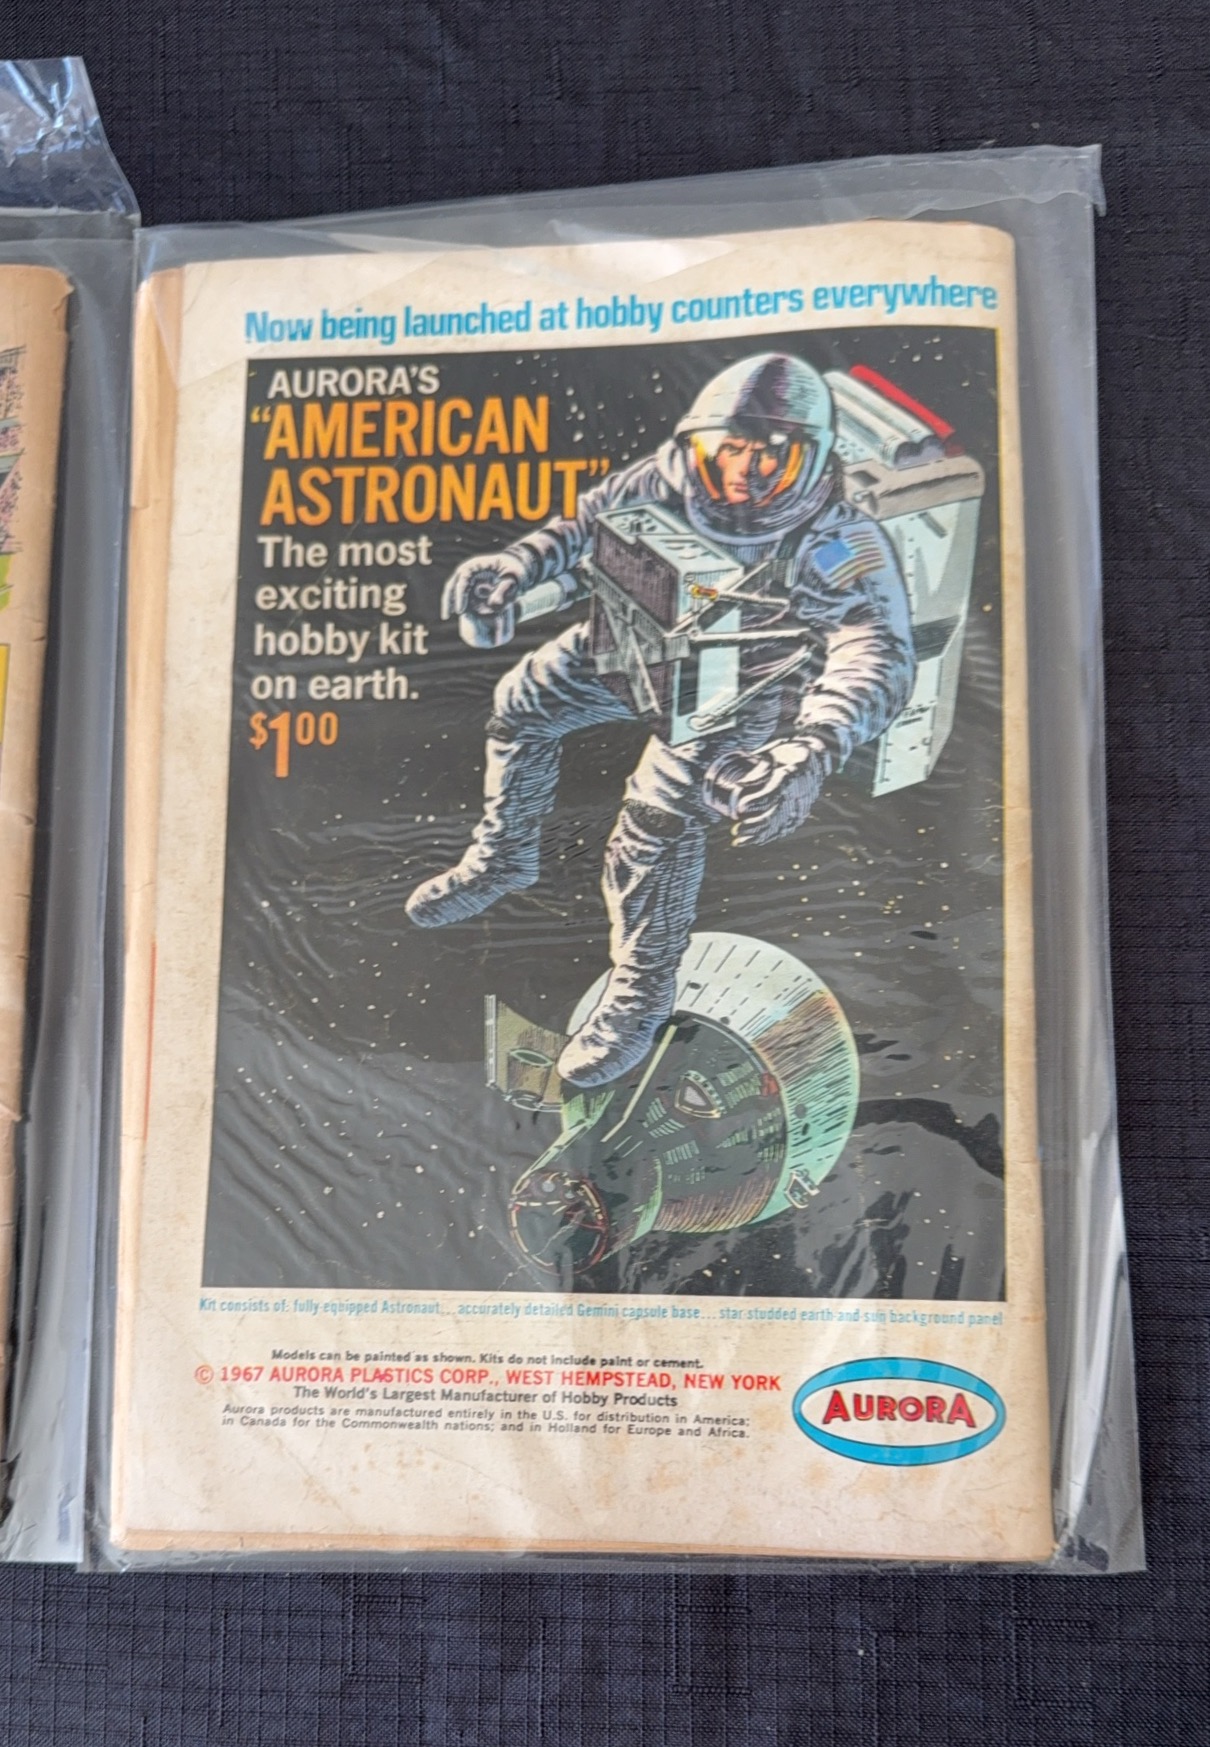 Now being launched at hobby counters everywhere
AURORA'S
"AMERICAN
ASTRONAUT"
The most
exciting
hobby kit
on earth.
$100
Kit consists of: fully equipped Astronaut... accurately detailed Gemini capsule base... star studded earth-and-sun background panel
Models can be painted as shown. Kits do not include paint or cement.
© 1967 AURORA PLASTICS CORP., WEST HEMPSTEAD, NEW YORK
The World's Largest Manufacturer of Hobby Products
Aurora products are manufactured entirely in the U.S. for distribution in America;
in Canada for the Commonwealth nations; and in Holland for Europe and Africa.
AURORA